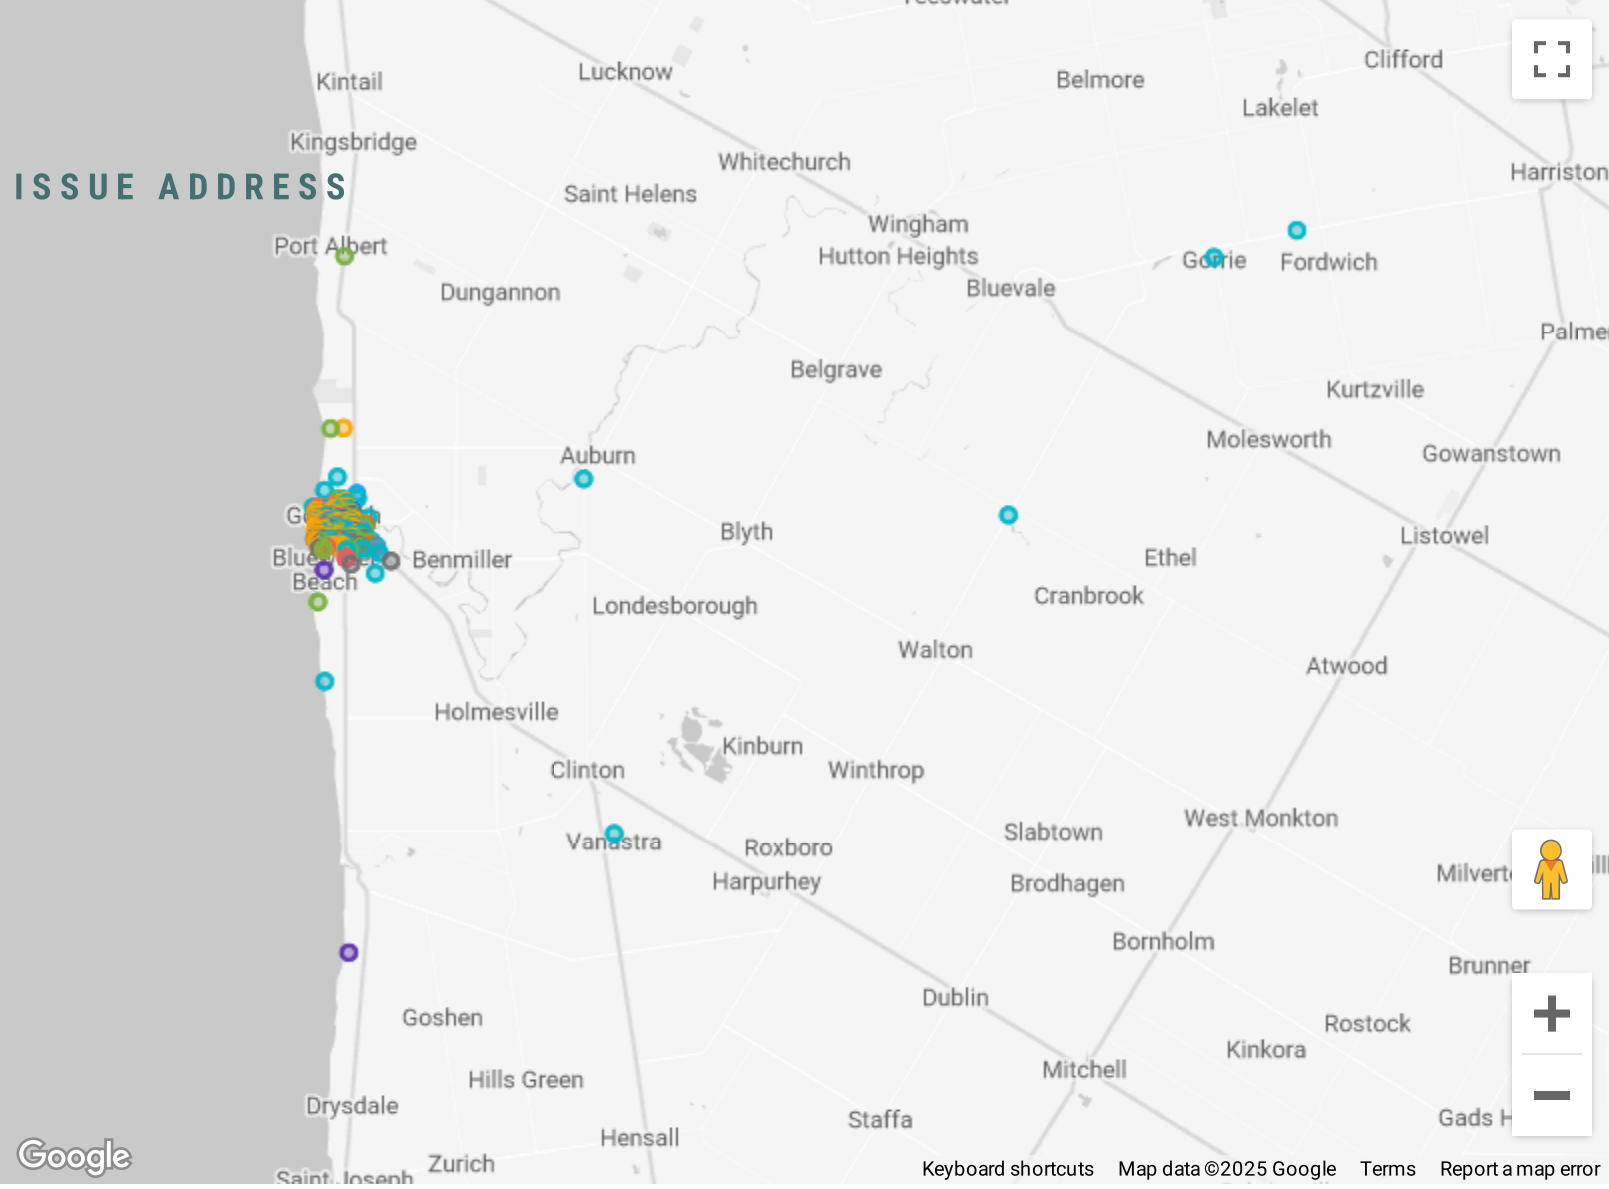 Lucknow
Clifford
Kintail
Belmore
Lakelet
Kingsbridge
Whitechurch
Harriston
ISSUE ADDRESS
Saint Helens
Wingham
Port Albert
Hutton Heights
Gorrie
Fordwich
Bluevale
Dungannon
Belgrave
Kurtzville
Molesworth
Gowanstown
Auburn
Blyth
Listowel
Benmiller
Ethel
Beach
Cranbrook
Londesborough
Walton
Atwood
Holmesville
Kinburn
Clinton
Winthrop
West Monkton
Slabtown
Vanastra
Roxboro
Harpurhey
Brodhagen
Bornholm
Brunner
Dublin
Goshen
Rostock
Kinkora
Mitchell
Hills Green
Drysdale
Staffa
Hensall
Google
Zurich
Saint Joseph
Keyboard shortcuts
Map data ©2025 Google
Terms
Report a map error